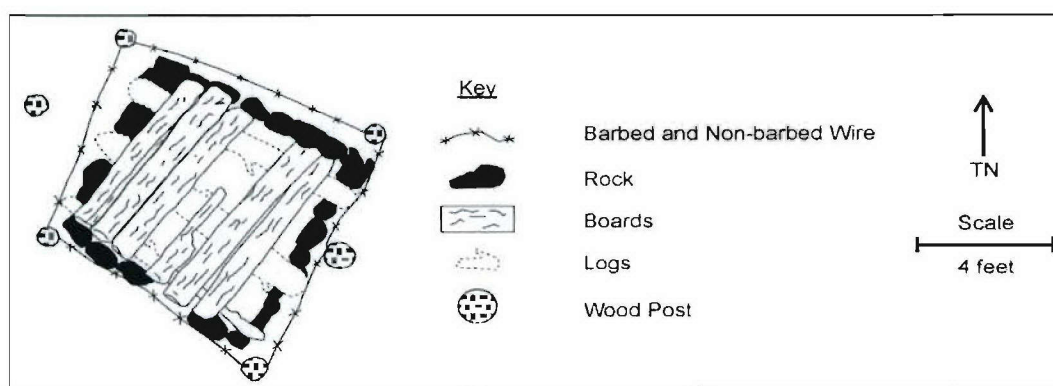 Key
Barbed and Non-barbed Wire
Rock
Boards
Logs
Wood Post
TN
Scale
4 feet